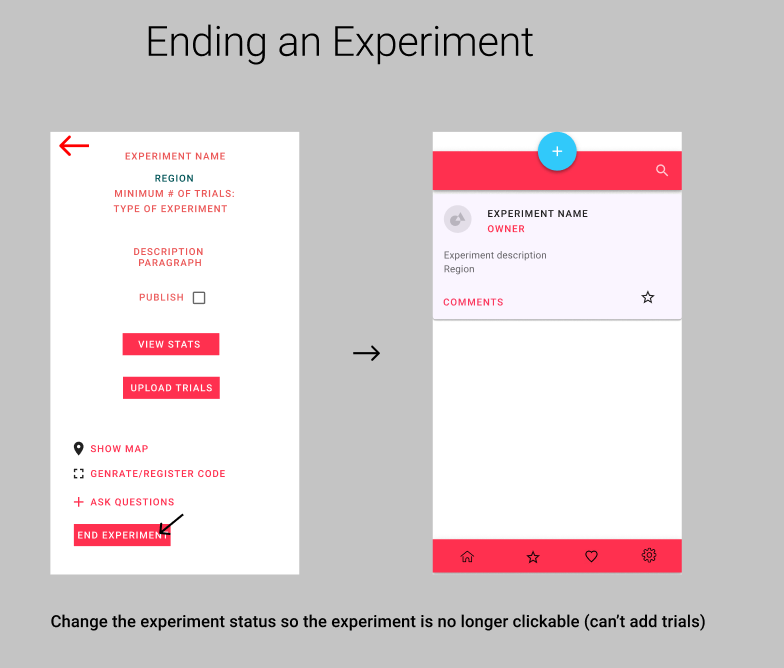 Ending an Experiment
EXPERIMENT NAME
REGION
MINIMUM # OF TRIALS:
TYPE OF EXPERIMENT
DESCRIPTION
PARAGRAPH
PUBLISH
VIEW STATS
UPLOAD TRIALS
SHOW MAP
GENRATE/REGISTER CODE
ASK QUESTIONS
END EXPERIMENT
EXPERIMENT NAME
OWNER
Experiment description
Region
COMMENTS
Change the experiment status so the experiment is no longer clickable (can't add trials)